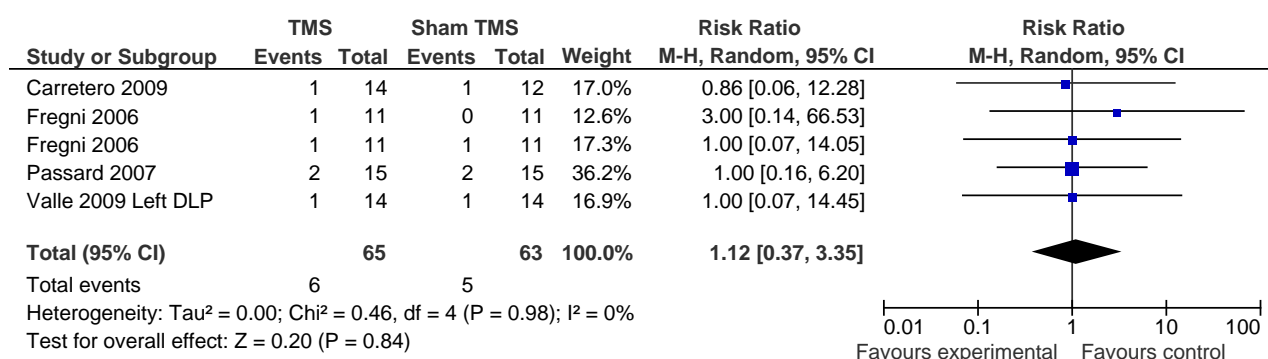 TMS Sham TMS Risk Ratio Risk Ratio
Study or Subgroup Events Total Events Total Weight M-H, Random, 95% CI M-H, Random, 95% CI
Carretero 2009 1 14 1 12 17.0% 0.86 [0.06, 12.28]
Fregni 2006 1 11 0 11 12.6% 3.00 [0.14, 66.53]
Fregni 2006 1 11 1 11 17.3% 1.00 [0.07, 14.05]
Passard 2007 2 15 2 15 36.2% 1.00 [0.16, 6.20]
Valle 2009 Left DLP 1 14 1 14 16.9% 1.00 [0.07, 14.45]
Total (95% CI) 65 63 100.0% 1.12 [0.37, 3.35]
Total events 6 5
Heterogeneity: Tau² = 0.00; Chi² = 0.46, df = 4 (P = 0.98); I² = 0%
Test for overall effect: Z = 0.20 (P = 0.84)
0.01 0.1 1 10 100
Favours experimental Favours control